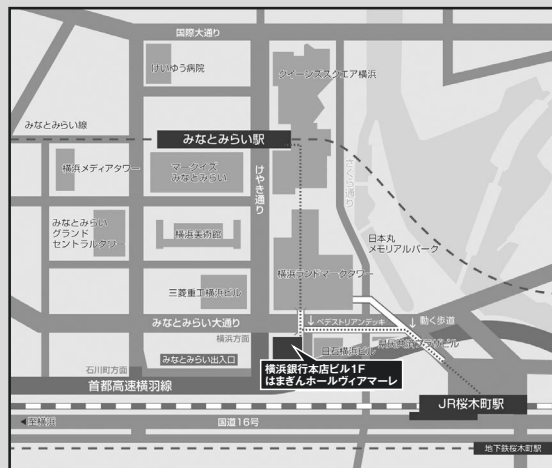 国際大通り
けいゆう病院
クイーンズスクエア横浜
みなとみらい線
みなとみらい駅
横浜メディアタワー
マークイズ
みなとみらい
けやき通り
さくら通り
みなとみらい
グランド
セントラルタワー
横浜美術館
日本丸
メモリアルパーク
横浜ランドマークタワー
三菱重工横浜ビル
みなとみらい大通り
↓ペデストリアンデッキ
↓動く歩道
横浜方面
日石横浜ビル
みなとみらい出入口
石川町方面
横浜銀行本店ビル1F
はまぎんホールヴィアマーレ
首都高速横羽線
JR桜木町駅
◀至横浜
国道16号
地下鉄桜木町駅